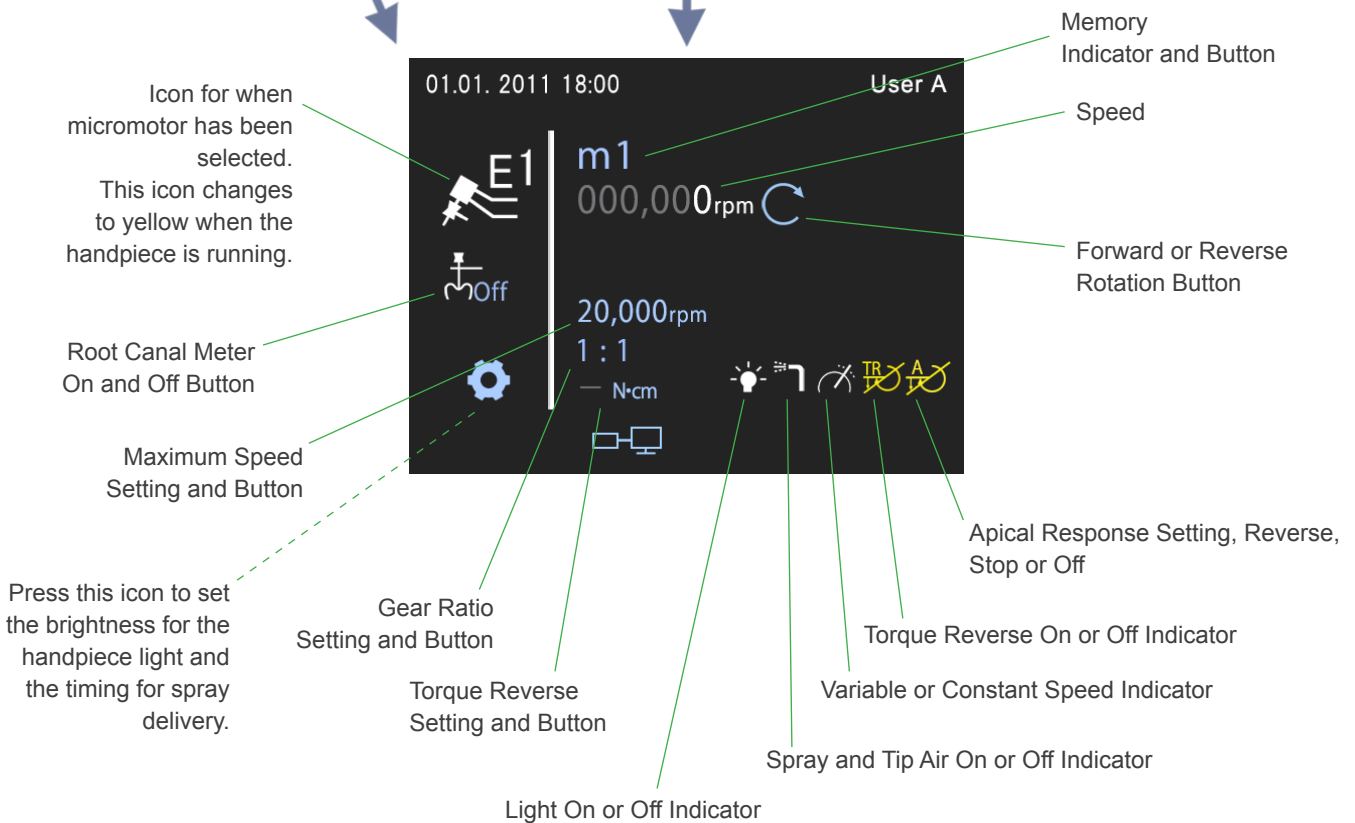 Memory
Indicator and Button
Icon for when
micromotor has been
selected.
This icon changes
to yellow when the
handpiece is running.
01.01. 2011 18:00
User A
Speed
E1
m1
000,000rpm
Forward or Reverse
Rotation Button
Off
Root Canal Meter
On and Off Button
20,000rpm
1 : 1
— N•cm
TR
A
Maximum Speed
Setting and Button
Apical Response Setting, Reverse,
Stop or Off
Press this icon to set
the brightness for the
handpiece light and
the timing for spray
delivery.
Gear Ratio
Setting and Button
Torque Reverse On or Off Indicator
Torque Reverse
Setting and Button
Variable or Constant Speed Indicator
Spray and Tip Air On or Off Indicator
Light On or Off Indicator